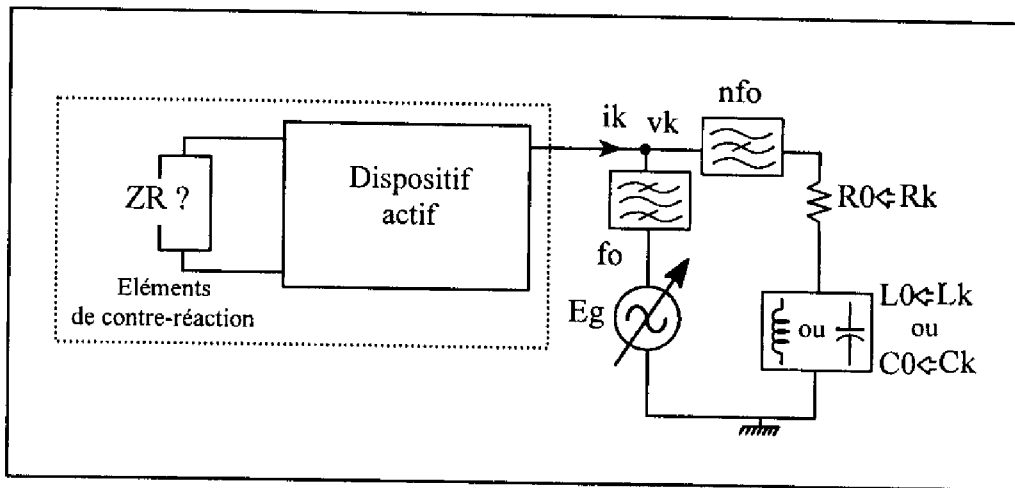 ik
vk
nfo
ZR ?
Dispositif
actif
R0⇦Rk
fo
Eléments
de contre-réaction
Eg
ou
L0⇦Lk
ou
C0⇦Ck